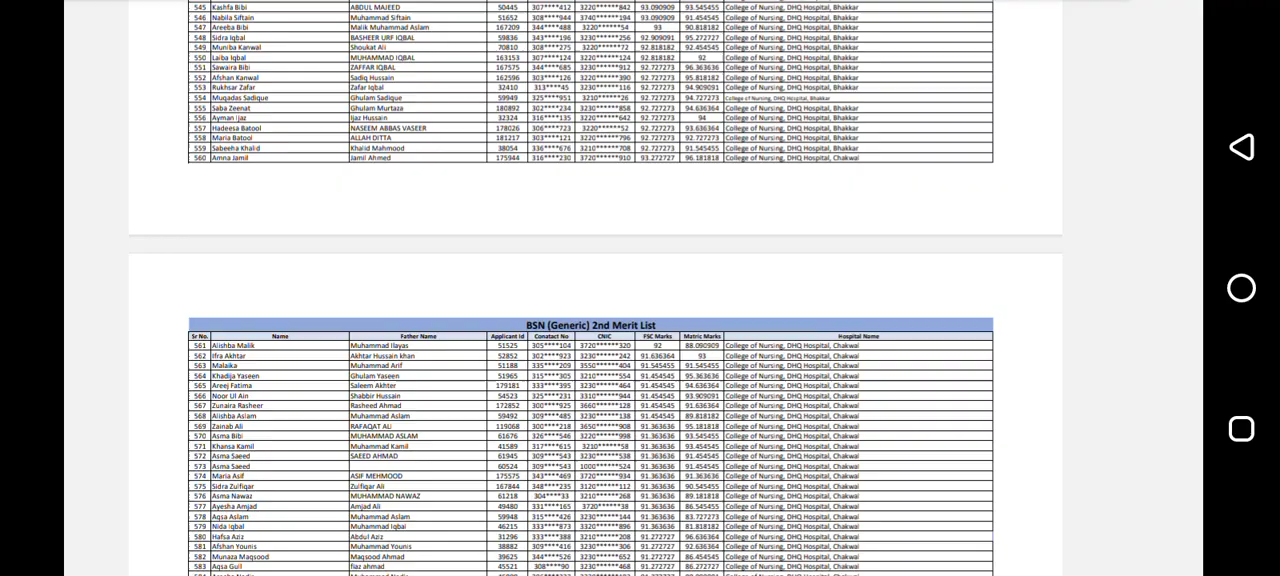 545 Kashfa Bibi ABDUL MAJEED 50445 307****412 3220******842 93.090909 93.545455 College of Nursing, DHQ Hospital, Bhakkar
546 Nabila Siftain Muhammad Siftain 51652 308****944 3740******194 93.090909 91.454545 College of Nursing, DHQ Hospital, Bhakkar
547 Areeba Bibi Malik Muhammad Aslam 167209 344****488 3220******54 93 90.818182 College of Nursing, DHQ Hospital, Bhakkar
548 Sidra Iqbal BASHEER URF IQBAL 59836 343****196 3230******256 92.909091 95.272727 College of Nursing, DHQ Hospital, Bhakkar
549 Muniba Kanwal Shoukat Ali 70810 308****275 3220******72 92.818182 92.454545 College of Nursing, DHQ Hospital, Bhakkar
550 Laiba Iqbal MUHAMMAD IQBAL 163153 307****124 3220******124 92.818182 92 College of Nursing, DHQ Hospital, Bhakkar
551 Sawaira Bibi ZAFFAR IQBAL 167575 344****685 3230******912 92.727273 96.363636 College of Nursing, DHQ Hospital, Bhakkar
552 Afshan Kanwal Sadiq Hussain 162596 303****126 3220******390 92.727273 95.818182 College of Nursing, DHQ Hospital, Bhakkar
553 Rukhsar Zafar Zafar Iqbal 32410 313****45 3230******116 92.727273 94.909091 College of Nursing, DHQ Hospital, Bhakkar
554 Muqadas Sadique Ghulam Sadique 59949 325****951 3210******26 92.727273 94.727273 College of Nursing, DHQ Hospital, Bhakkar
555 Saba Zeenat Ghulam Murtaza 180892 302****234 3230******858 92.727273 94.636364 College of Nursing, DHQ Hospital, Bhakkar
556 Ayman Ijaz Ijaz Hussain 32324 316****135 3220******642 92.727273 94 College of Nursing, DHQ Hospital, Bhakkar
557 Hadeesa Batool NASEEM ABBAS VASEER 178026 306****723 3220******52 92.727273 93.636364 College of Nursing, DHQ Hospital, Bhakkar
558 Maria Batool ALLAH DITTA 181217 303****121 3220******796 92.727273 92.727273 College of Nursing, DHQ Hospital, Bhakkar
559 Sabeeha Khalid Khalid Mahmood 38054 336****676 3210******708 92.727273 91.545455 College of Nursing, DHQ Hospital, Bhakkar
560 Amna Jamil Jamil Ahmed 175944 316****230 3720******910 93.272727 96.181818 College of Nursing, DHQ Hospital, Chakwal
BSN (Generic) 2nd Merit List
Sr No. Name Father Name Applicant Id Conatact No CNIC FSC Marks Matric Marks Hospital Name
561 Alishba Malik Muhammad Ilayas 51525 305****104 3720******320 92 88.090909 College of Nursing, DHQ Hospital, Chakwal
562 Ifra Akhtar Akhtar Hussain khan 52852 302****923 3230******242 91.636364 93 College of Nursing, DHQ Hospital, Chakwal
563 Malaika Muhammad Arif 51188 335****209 3550******404 91.545455 91.545455 College of Nursing, DHQ Hospital, Chakwal
564 Khadija Yaseen Ghulam Yaseen 51965 315****305 3210******554 91.454545 95.363636 College of Nursing, DHQ Hospital, Chakwal
565 Areej Fatima Saleem Akhter 179181 333****395 3230******464 91.454545 94.636364 College of Nursing, DHQ Hospital, Chakwal
566 Noor Ul Ain Shabbir Hussain 54523 325****231 3310******944 91.454545 93.909091 College of Nursing, DHQ Hospital, Chakwal
567 Zunaira Rasheer Rasheed Ahmad 172852 300****925 3660******128 91.454545 91.636364 College of Nursing, DHQ Hospital, Chakwal
568 Alishba Aslam Muhammad Aslam 59492 309****485 3230******138 91.454545 89.818182 College of Nursing, DHQ Hospital, Chakwal
569 Zainab Ali RAFAQAT ALI 119068 300****218 3650******908 91.363636 95.181818 College of Nursing, DHQ Hospital, Chakwal
570 Asma Bibi MUHAMMAD ASLAM 61676 326****546 3220******998 91.363636 93.545455 College of Nursing, DHQ Hospital, Chakwal
571 Khansa Kamil Muhammad Kamil 41589 317****615 3210******58 91.363636 93.454545 College of Nursing, DHQ Hospital, Chakwal
572 Asma Saeed SAEED AHMAD 61945 309****543 3230******538 91.363636 91.454545 College of Nursing, DHQ Hospital, Chakwal
573 Asma Saeed 60524 309****543 1000******524 91.363636 91.454545 College of Nursing, DHQ Hospital, Chakwal
574 Maria Asif ASIF MEHMOOD 175575 343****469 3720******934 91.363636 91.363636 College of Nursing, DHQ Hospital, Chakwal
575 Sidra Zulfiqar Zulfiqar Ali 167844 348****235 3120******112 91.363636 90.545455 College of Nursing, DHQ Hospital, Chakwal
576 Asma Nawaz MUHAMMAD NAWAZ 61218 304****33 3210******268 91.363636 89.181818 College of Nursing, DHQ Hospital, Chakwal
577 Ayesha Amjad Amjad Ali 49480 331****165 3720******38 91.363636 86.545455 College of Nursing, DHQ Hospital, Chakwal
578 Aqsa Aslam Muhammad Aslam 59948 315****426 3230******144 91.363636 83.727273 College of Nursing, DHQ Hospital, Chakwal
579 Nida Iqbal Muhammad Iqbal 46215 333****873 3320******896 91.363636 81.818182 College of Nursing, DHQ Hospital, Chakwal
580 Hafsa Aziz Abdul Aziz 31296 333****388 3210******208 91.272727 96.636364 College of Nursing, DHQ Hospital, Chakwal
581 Afshan Younis Muhammad Younis 38882 309****416 3230******306 91.272727 92.636364 College of Nursing, DHQ Hospital, Chakwal
582 Munaza Maqsood Maqsood Ahmad 39625 344****526 3230******652 91.272727 86.454545 College of Nursing, DHQ Hospital, Chakwal
583 Aqsa Gull fiaz ahmad 45521 308****90 3230******468 91.272727 86.272727 College of Nursing, DHQ Hospital, Chakwal